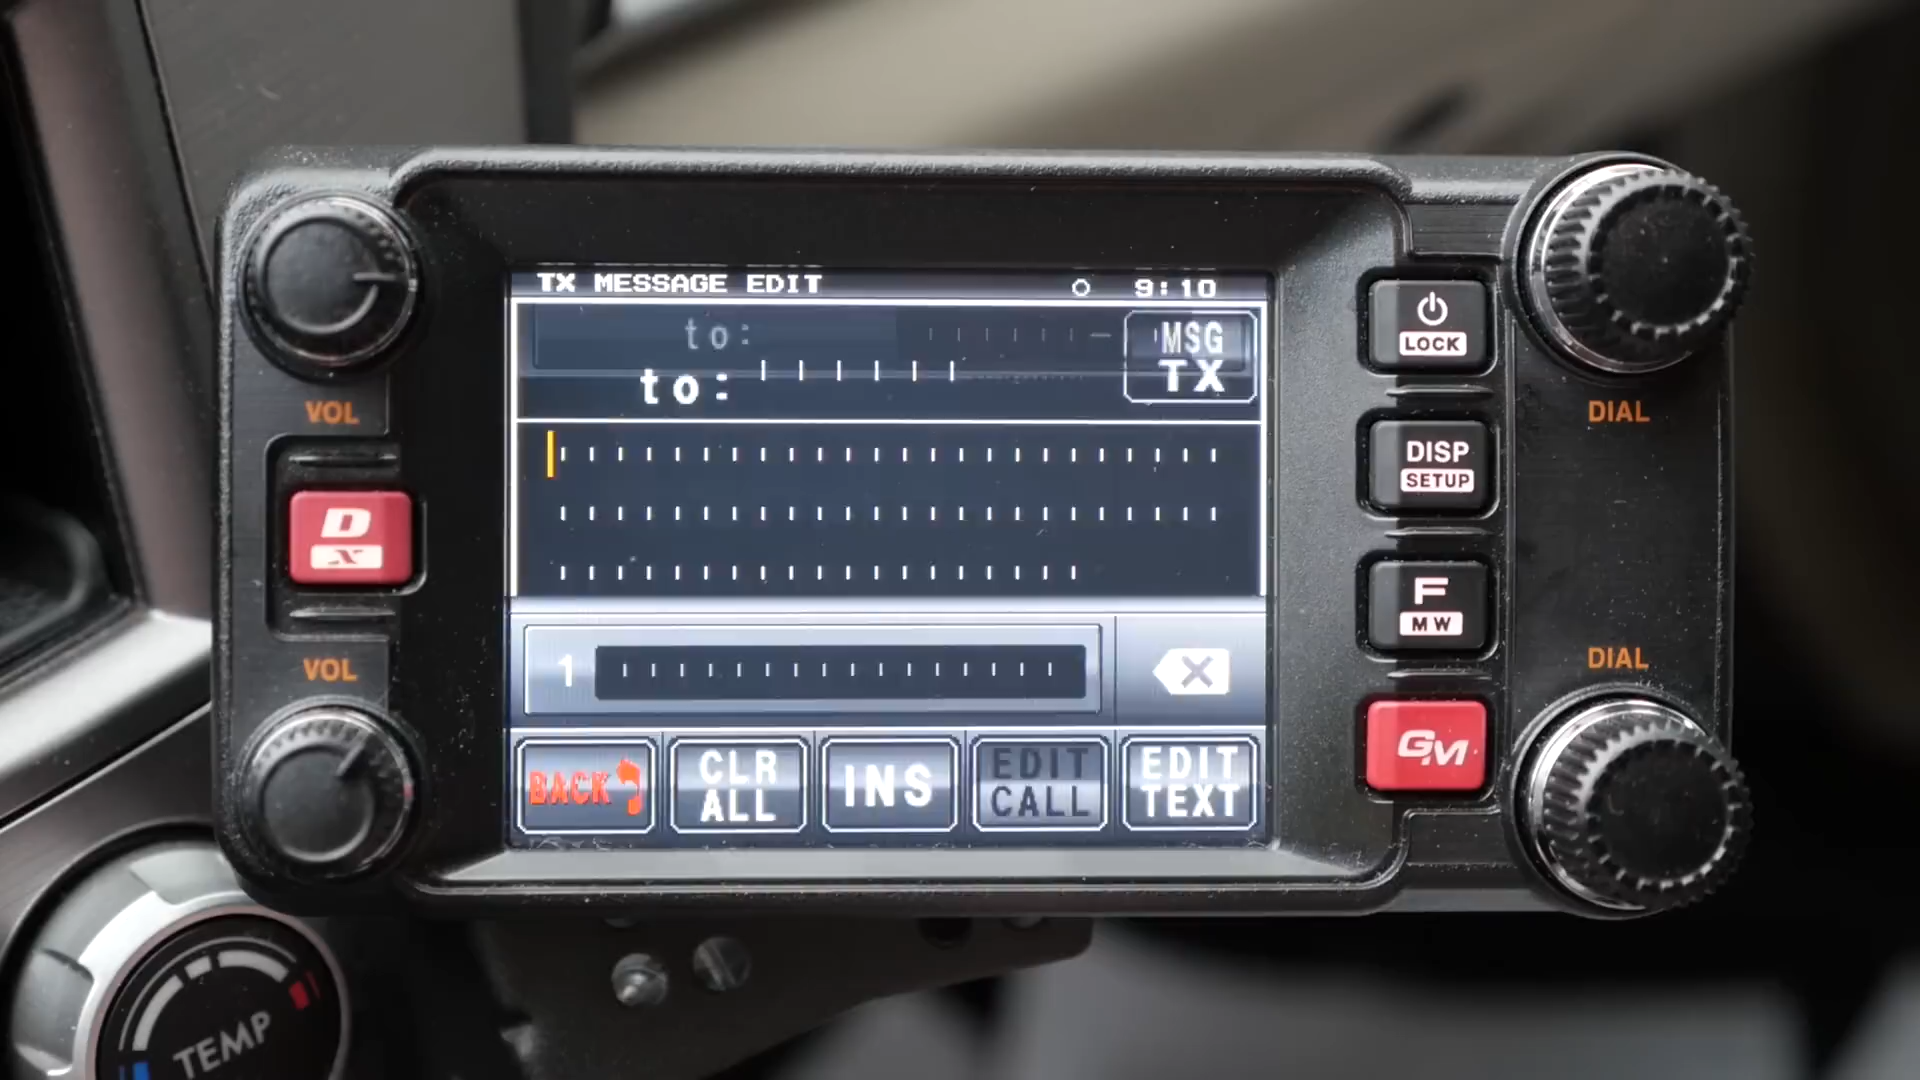 TX MESSAGE EDIT 9:10
to:
to:
MSG
TX
1
BACK
CLR
ALL
INS
EDIT
CALL
EDIT
TEXT
VOL
D
X
VOL
LOCK
DISP
SETUP
F
MW
GM
DIAL
DIAL
TEMP